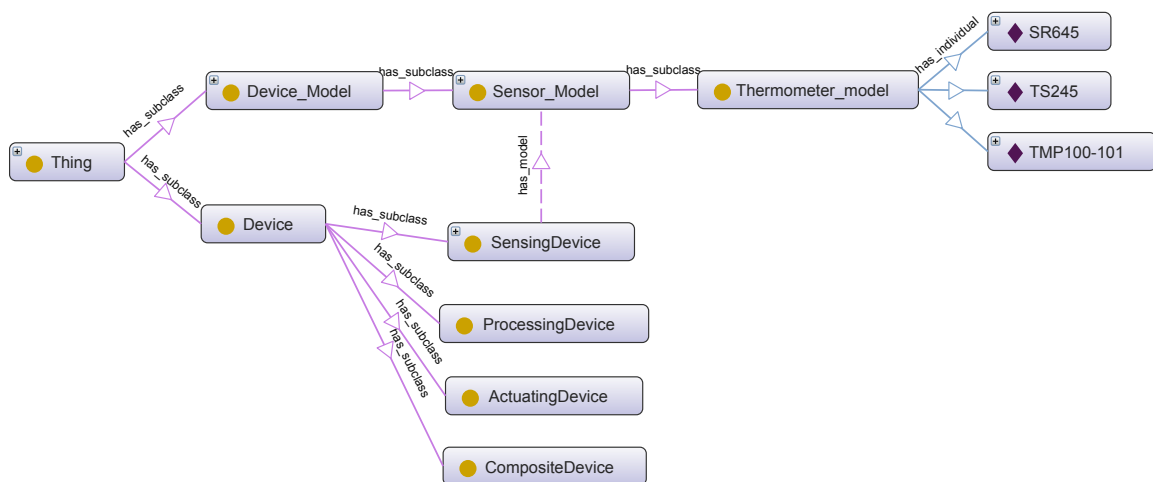 SR645
has_individual
has_subclass
has_subclass
Device_Model
Sensor_Model
Thermometer_model
TS245
has_subclass
Thing
has_model
TMP100-101
has_subclass
Device
has_subclass
SensingDevice
has_subclass
ProcessingDevice
has_subclass
has_subclass
ActuatingDevice
CompositeDevice